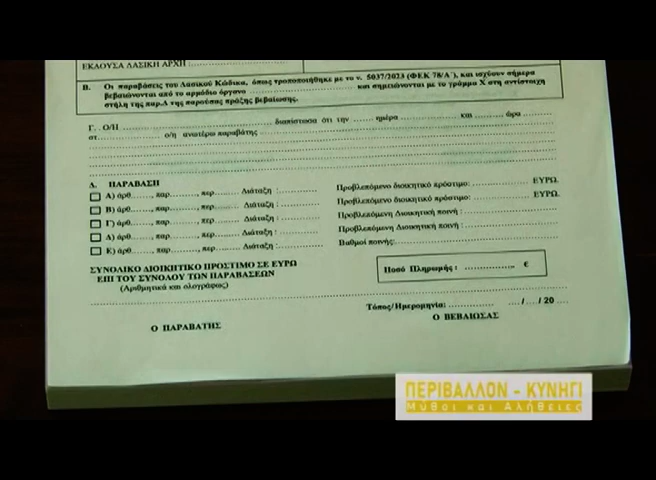 ΕΚΔΟΥΣΑ ΔΑΣΙΚΗ ΑΡΧΗ ..............................
Β. Οι παραβάσεις του Δασικού Κώδικα, όπως τροποποιήθηκε με το ν. 5037/2023 (ΦΕΚ 78/Α΄), και ισχύουν σήμερα
βεβαιώνονται από το αρμόδιο όργανο .............................. και σημειώνονται με το γράμμα Χ στη αντίστοιχη
στήλη της παρ.Δ της παρούσας πράξης βεβαίωσης.
Γ. . Ο/Η .............................. διαπίστωσα ότι την ....... ημέρα .............. και ....... ώρα .........
στ.............. ο/η ανωτέρω παραβάτης ..............................
Δ. ΠΑΡΑΒΑΣΗ
Α) άρθ......., παρ......., περ....... Διάταξη : .......... Προβλεπόμενο διοικητικό πρόστιμο: .............. ΕΥΡΩ.
Β) άρθ......., παρ......., περ....... Διάταξη : .......... Προβλεπόμενο διοικητικό πρόστιμο: .............. ΕΥΡΩ.
Γ) άρθ......., παρ......., περ....... Διάταξη : .......... Προβλεπόμενη Διοικητική ποινή : ..............
Δ) άρθ......., παρ......., περ....... Διάταξη : .......... Προβλεπόμενη Διοικητική ποινή : ..............
Ε) άρθ......., παρ......., περ....... Διάταξη : .......... Βαθμοί ποινής: ..............
ΣΥΝΟΛΙΚΟ ΔΙΟΙΚΗΤΙΚΟ ΠΡΟΣΤΙΜΟ ΣΕ ΕΥΡΩ
ΕΠΙ ΤΟΥ ΣΥΝΟΛΟΥ ΤΩΝ ΠΑΡΑΒΑΣΕΩΝ
(Αριθμητικά και ολογράφως)
Ποσό Πληρωμής : .............. €
Τόπος/Ημερομηνία: .............. ..../..../20 ....
Ο ΠΑΡΑΒΑΤΗΣ
Ο ΒΕΒΑΙΩΣΑΣ
ΠΕΡΙΒΑΛΛΟΝ - ΚΥΝΗΓΙ
Μύθοι και Αλήθειες